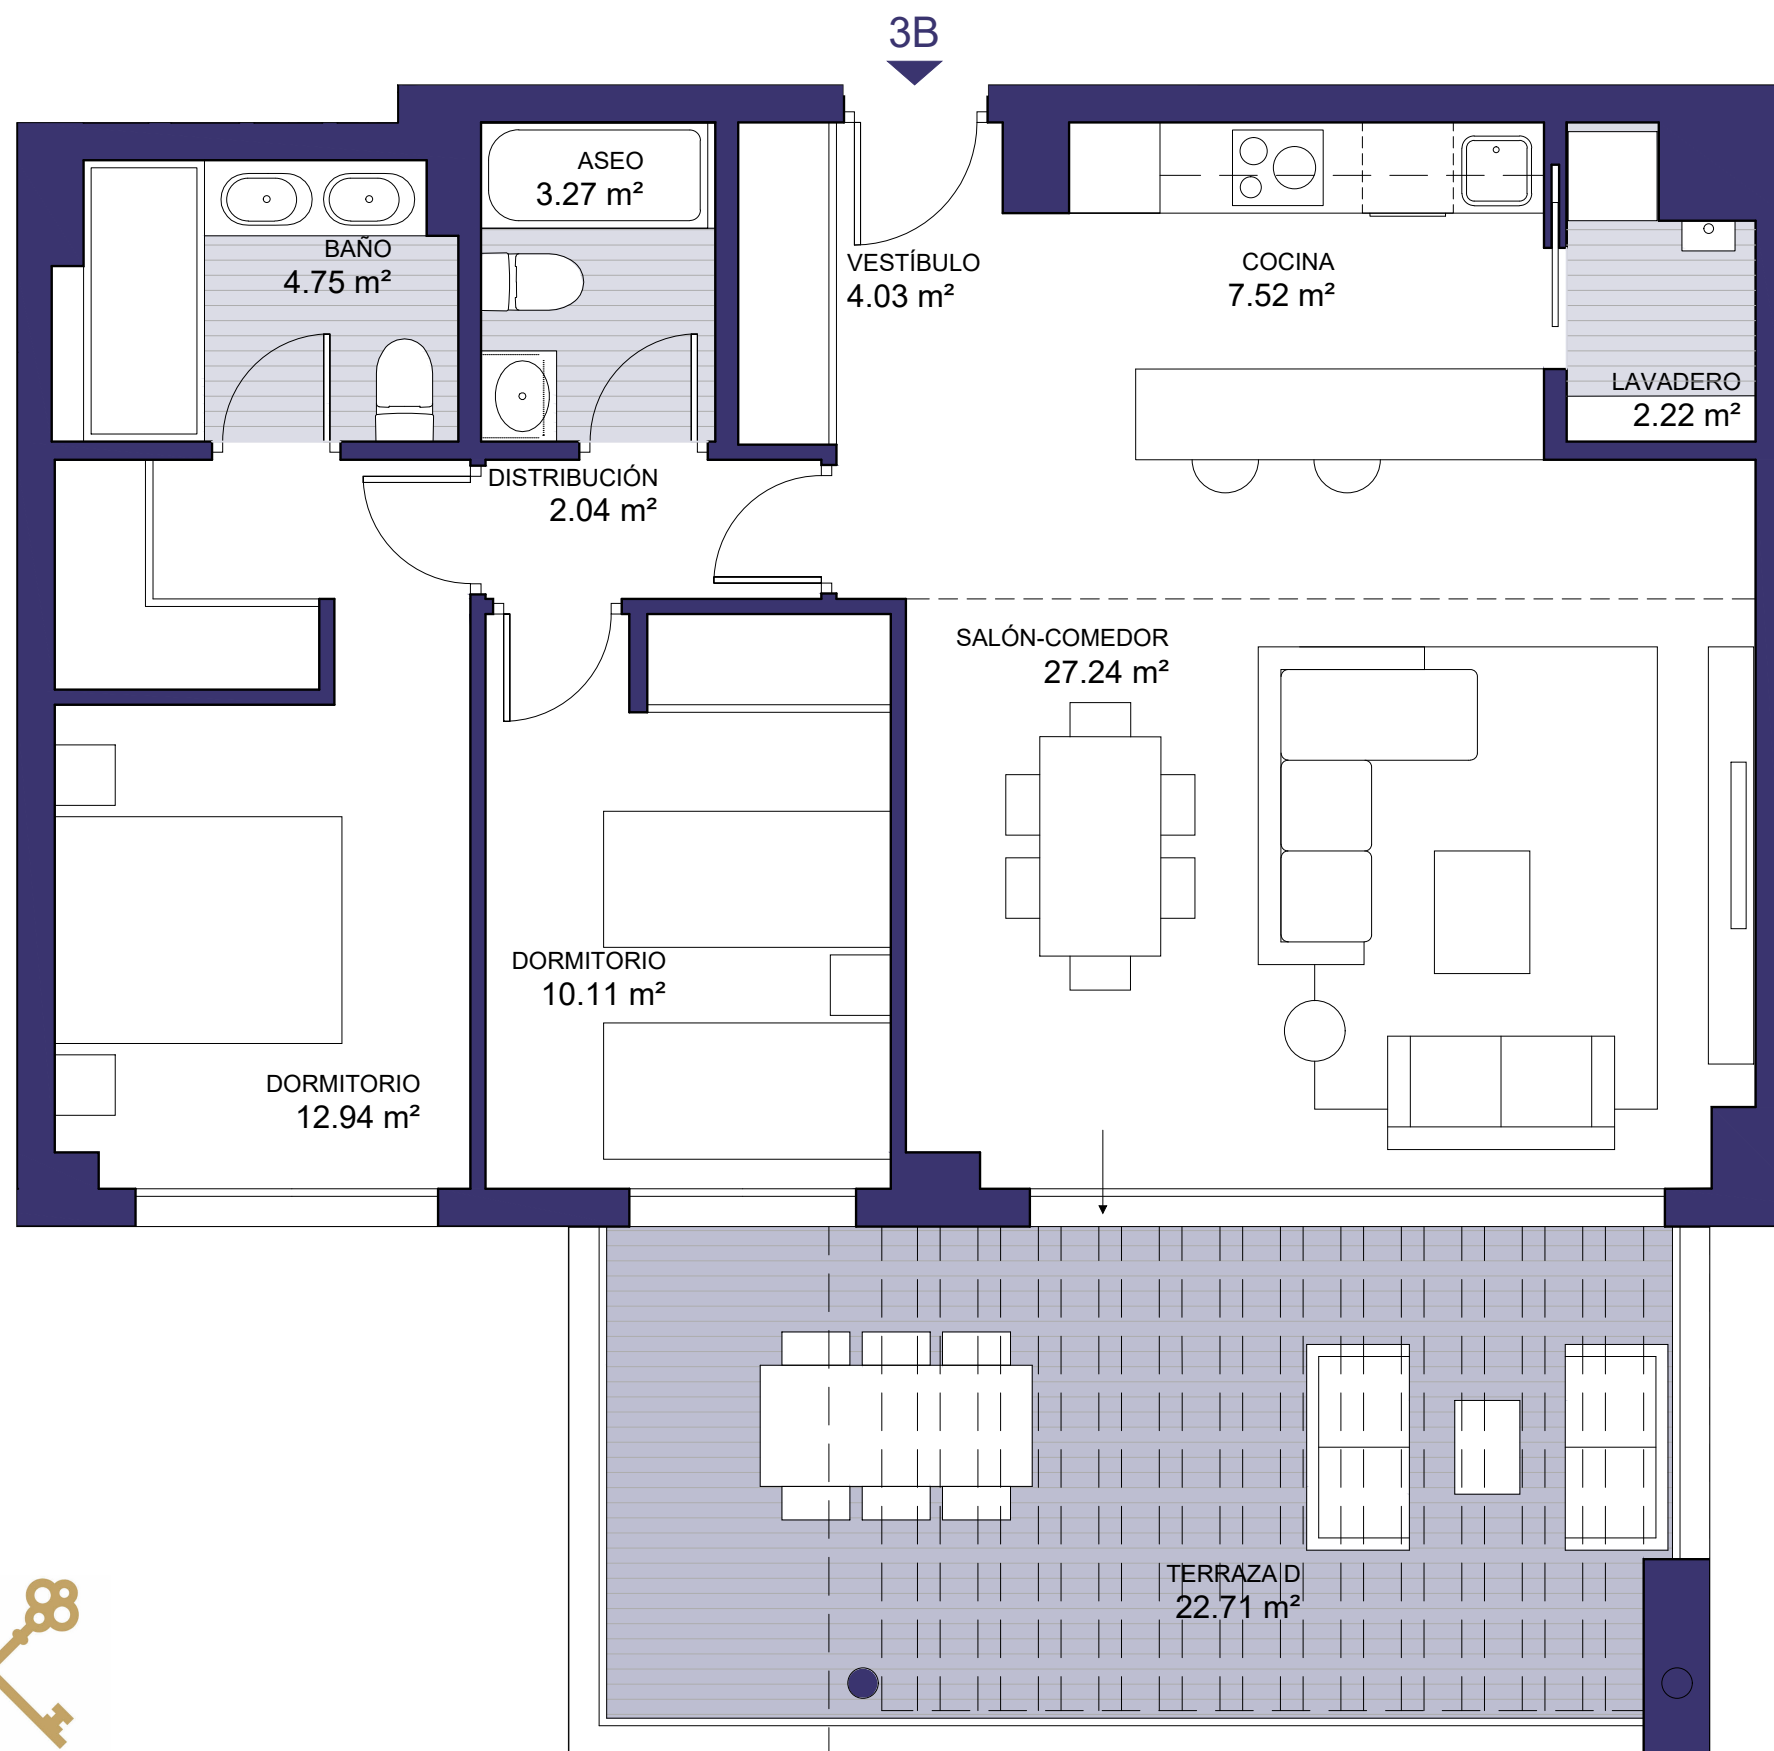 3B
ASEO
3.27 m²
BAÑO
4.75 m²
VESTÍBULO
4.03 m²
COCINA
7.52 m²
LAVADERO
2.22 m²
DISTRIBUCIÓN
2.04 m²
SALÓN-COMEDOR
27.24 m²
DORMITORIO
10.11 m²
DORMITORIO
12.94 m²
TERRAZA D
22.71 m²